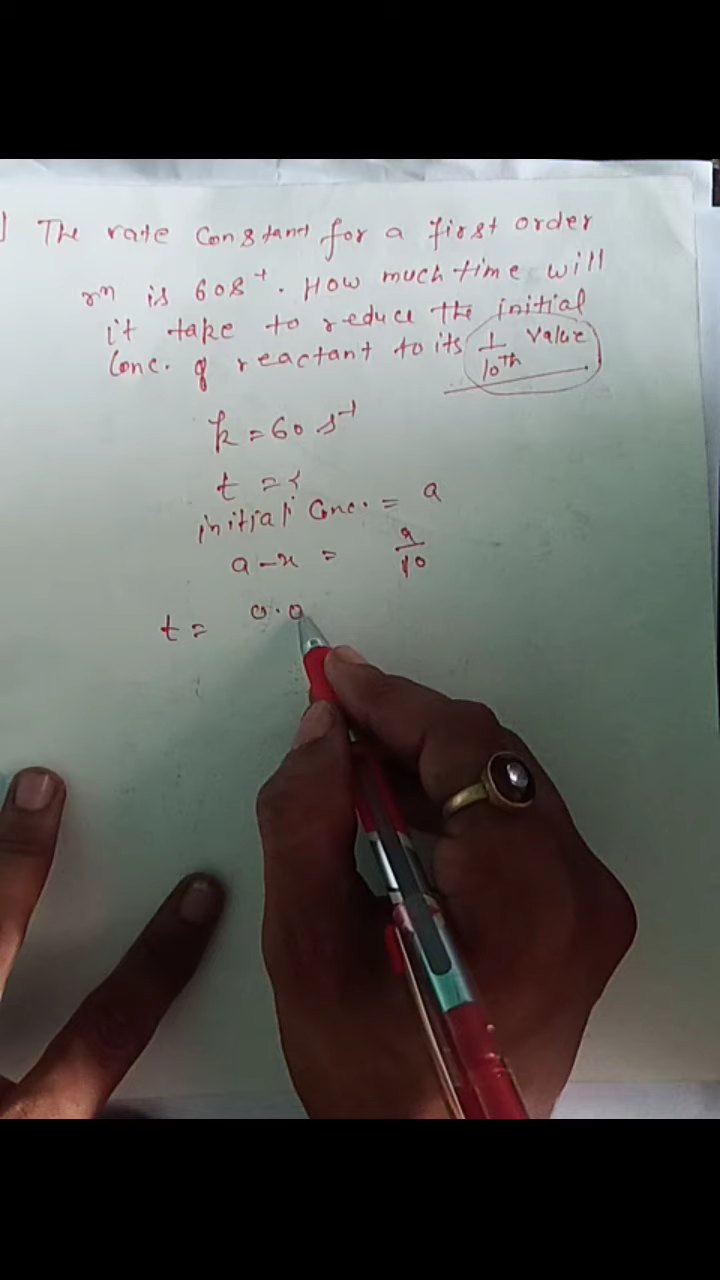 ] The rate constant for a first order
rxn is 60s⁻¹. How much time will
it take to reduce the initial
Conc. of reactant to its 1/10th value
k = 60 s⁻¹
t = ?
initial Conc. = a
a - x = a/10
t = 0.0